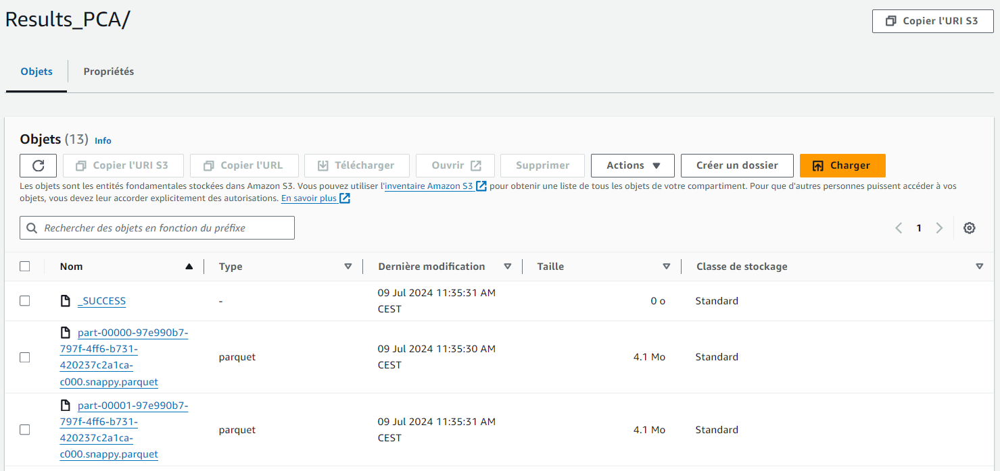 Results_PCA/
Copier l'URI S3
Objets
Propriétés
Objets (13) Info
Copier l'URI S3
Copier l'URL
Télécharger
Ouvrir
Supprimer
Actions
Créer un dossier
Charger
Les objets sont les entités fondamentales stockées dans Amazon S3. Vous pouvez utiliser l'inventaire Amazon S3 pour obtenir une liste de tous les objets de votre compartiment. Pour que d'autres personnes puissent accéder à vos
objets, vous devez leur accorder explicitement des autorisations. En savoir plus
Rechercher des objets en fonction du préfixe
1
Nom
Type
Dernière modification
Taille
Classe de stockage
_SUCCESS
-
09 Jul 2024 11:35:31 AM
CEST
0 o
Standard
part-00000-97e990b7-
797f-4ff6-b731-
420237c2a1ca-
c000.snappy.parquet
parquet
09 Jul 2024 11:35:30 AM
CEST
4.1 Mo
Standard
part-00001-97e990b7-
797f-4ff6-b731-
420237c2a1ca-
c000.snappy.parquet
parquet
09 Jul 2024 11:35:31 AM
CEST
4.1 Mo
Standard